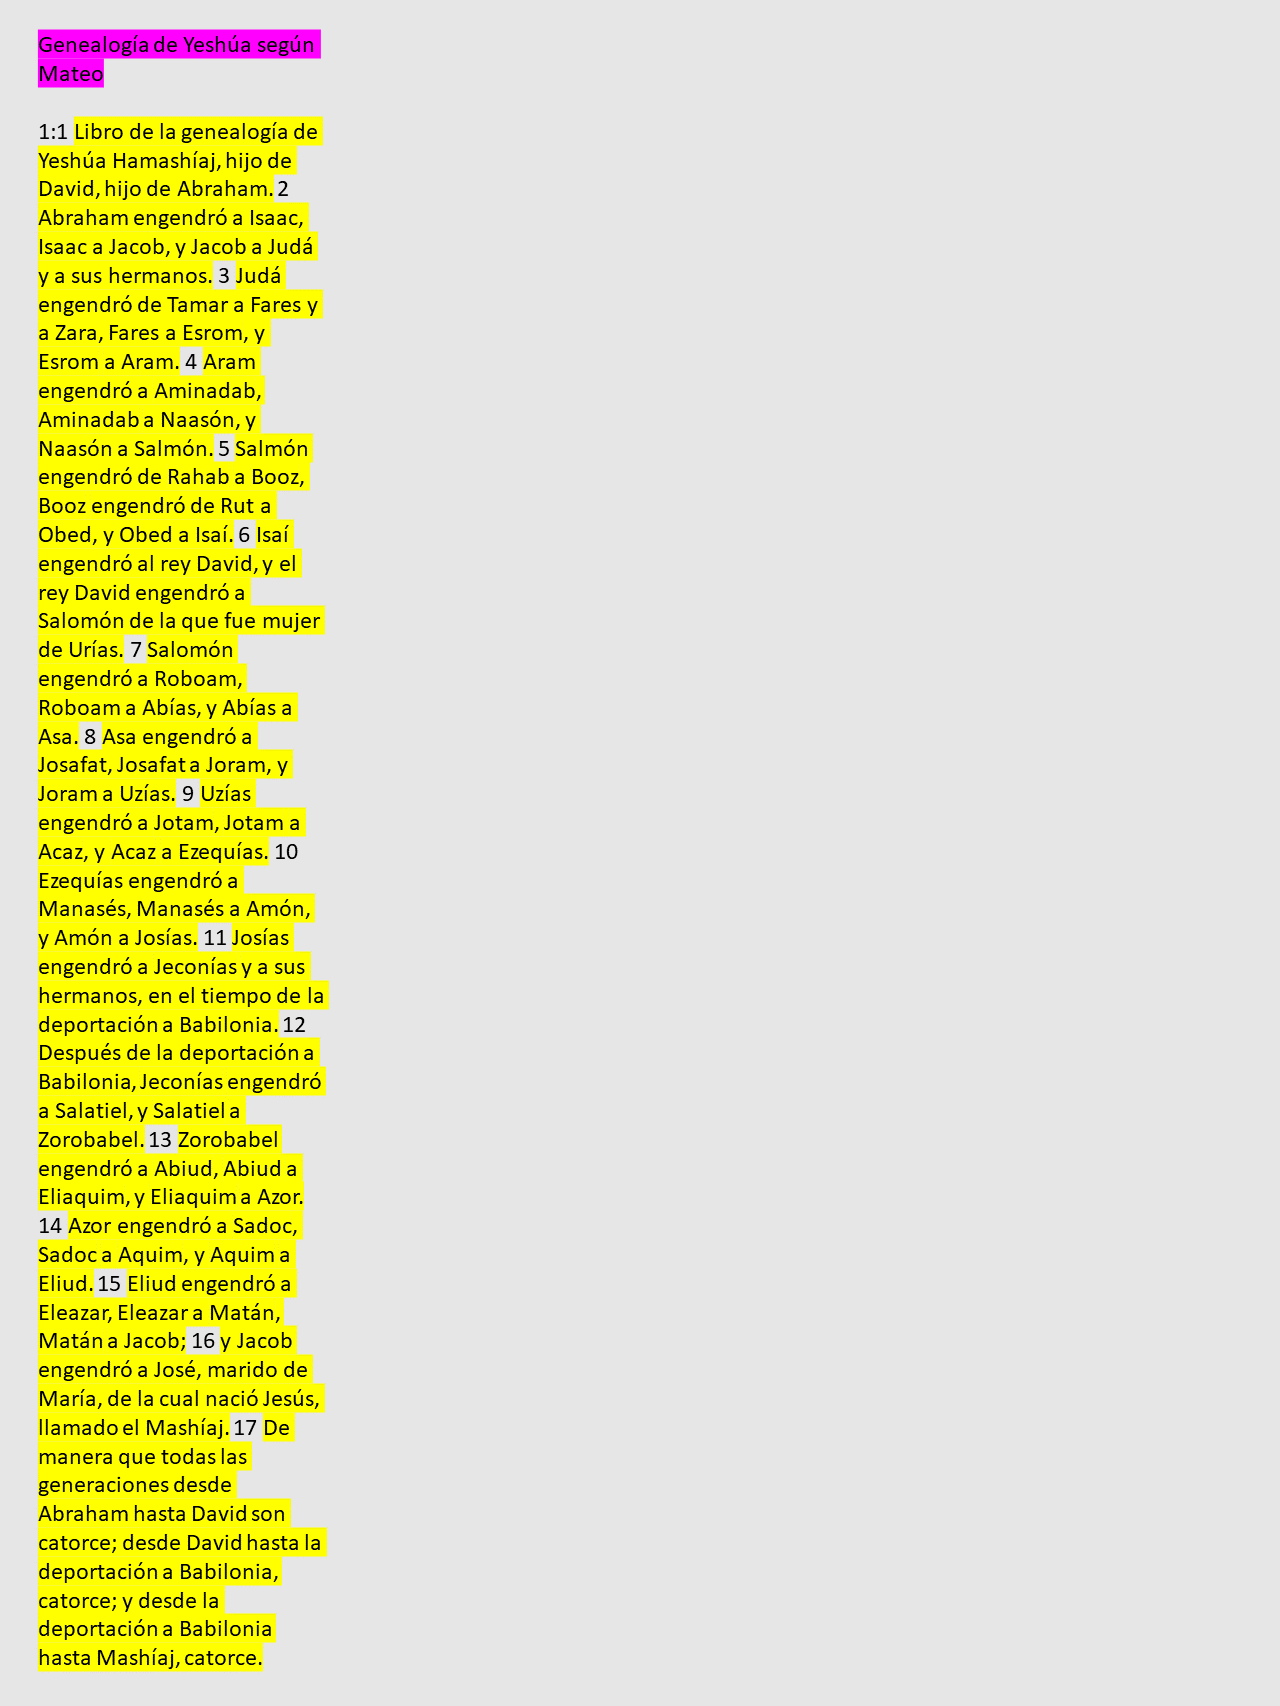 Genealogía de Yeshúa según
Mateo
1:1 Libro de la genealogía de
Yeshúa Hamashíaj, hijo de
David, hijo de Abraham. 2
Abraham engendró a Isaac,
Isaac a Jacob, y Jacob a Judá
y a sus hermanos. 3 Judá
engendró de Tamar a Fares y
a Zara, Fares a Esrom, y
Esrom a Aram. 4 Aram
engendró a Aminadab,
Aminadab a Naasón, y
Naasón a Salmón. 5 Salmón
engendró de Rahab a Booz,
Booz engendró de Rut a
Obed, y Obed a Isaí. 6 Isaí
engendró al rey David, y el
rey David engendró a
Salomón de la que fue mujer
de Urías. 7 Salomón
engendró a Roboam,
Roboam a Abías, y Abías a
Asa. 8 Asa engendró a
Josafat, Josafat a Joram, y
Joram a Uzías. 9 Uzías
engendró a Jotam, Jotam a
Acaz, y Acaz a Ezequías. 10
Ezequías engendró a
Manasés, Manasés a Amón,
y Amón a Josías. 11 Josías
engendró a Jeconías y a sus
hermanos, en el tiempo de la
deportación a Babilonia. 12
Después de la deportación a
Babilonia, Jeconías engendró
a Salatiel, y Salatiel a
Zorobabel. 13 Zorobabel
engendró a Abiud, Abiud a
Eliaquim, y Eliaquim a Azor.
14 Azor engendró a Sadoc,
Sadoc a Aquim, y Aquim a
Eliud. 15 Eliud engendró a
Eleazar, Eleazar a Matán,
Matán a Jacob; 16 y Jacob
engendró a José, marido de
María, de la cual nació Jesús,
llamado el Mashíaj. 17 De
manera que todas las
generaciones desde
Abraham hasta David son
catorce; desde David hasta la
deportación a Babilonia,
catorce; y desde la
deportación a Babilonia
hasta Mashíaj, catorce.